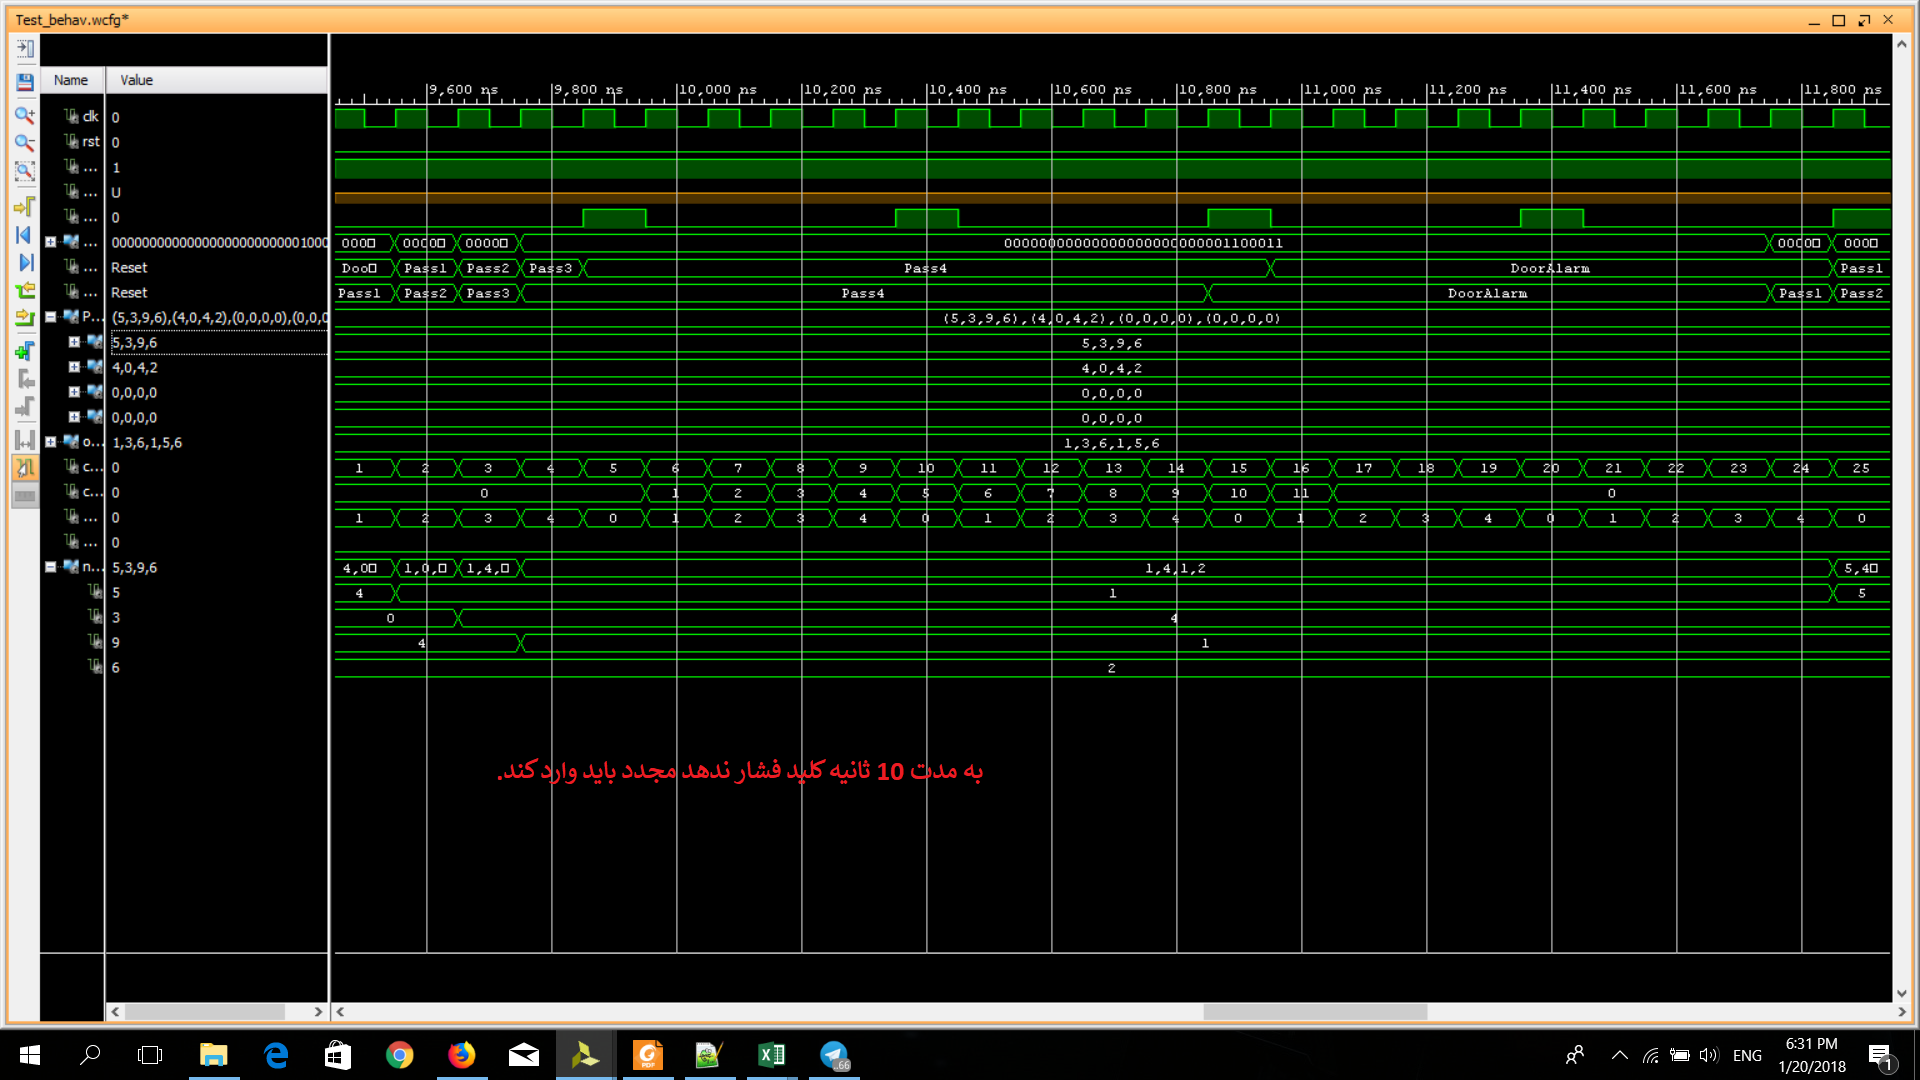 Test_behav.wcfg*
Name Value
9,600 ns 9,800 ns 10,000 ns 10,200 ns 10,400 ns 10,600 ns 10,800 ns 11,000 ns 11,200 ns 11,400 ns 11,600 ns 11,800 ns
clk 0
rst 0
... 1
... U
... 0
... 00000000000000000000000001000 000 0000 0000 00000000000000000000000001100011 0000 000
... Reset Doo Pass1 Pass2 Pass3 Pass4 DoorAlarm Pass1
... Reset Pass1 Pass2 Pass3 Pass4 DoorAlarm Pass1 Pass2
P... (5,3,9,6),(4,0,4,2),(0,0,0,0),(0,0,0 (5,3,9,6),(4,0,4,2),(0,0,0,0),(0,0,0,0)
5,3,9,6 5,3,9,6
4,0,4,2 4,0,4,2
0,0,0,0 0,0,0,0
0,0,0,0 0,0,0,0
o... 1,3,6,1,5,6 1,3,6,1,5,6
c... 0 1 2 3 4 5 6 7 8 9 10 11 12 13 14 15 16 17 18 19 20 21 22 23 24 25
c... 0 0 1 2 3 4 5 6 7 8 9 10 11 0
... 0 1 2 3 4 0 1 2 3 4 0 1 2 3 4 0 1 2 3 4 0 1 2 3 4 0
... 0
n... 5,3,9,6 4,0 1,0, 1,4, 1,4,1,2 5,4
5 4 1 5
3 0 4
9 4 1
6 2
به مدت 10 ثانیه کلید فشار ندهد مجدد باید وارد کند.
PDF
66
ENG
6:31 PM
1/20/2018
1